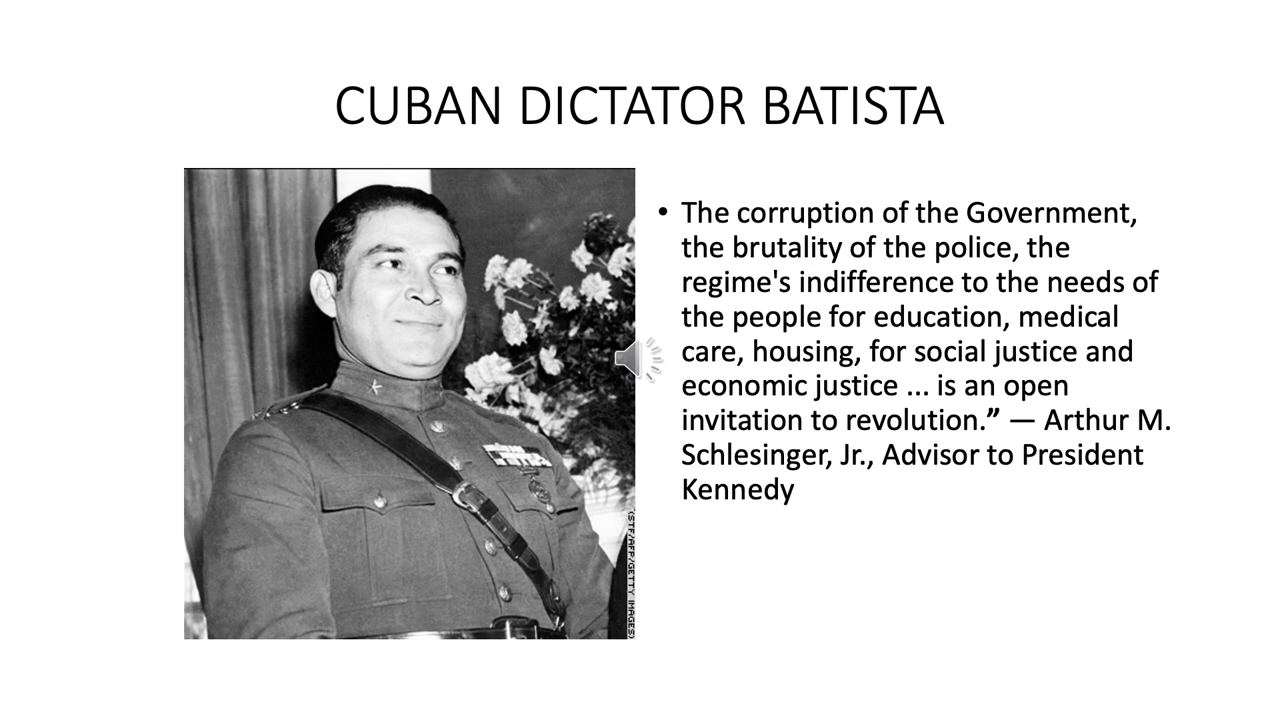 CUBAN DICTATOR BATISTA
• The corruption of the Government,
the brutality of the police, the
regime's indifference to the needs of
the people for education, medical
care, housing, for social justice and
economic justice ... is an open
invitation to revolution.” — Arthur M.
Schlesinger, Jr., Advisor to President
Kennedy
(STF/AFP/GETTY IMAGES)